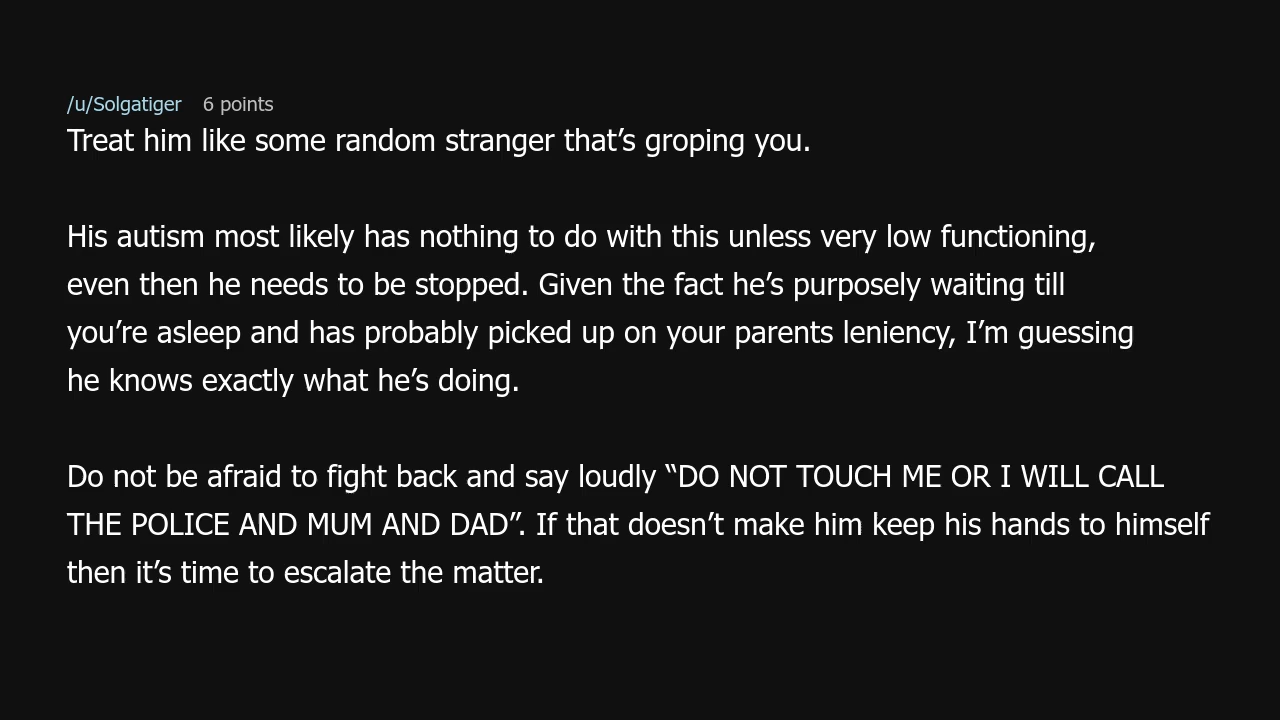 /u/Solgatiger 6 points
Treat him like some random stranger that’s groping you.
His autism most likely has nothing to do with this unless very low functioning,
even then he needs to be stopped. Given the fact he’s purposely waiting till
you’re asleep and has probably picked up on your parents leniency, I’m guessing
he knows exactly what he’s doing.
Do not be afraid to fight back and say loudly “DO NOT TOUCH ME OR I WILL CALL
THE POLICE AND MUM AND DAD”. If that doesn’t make him keep his hands to himself
then it’s time to escalate the matter.